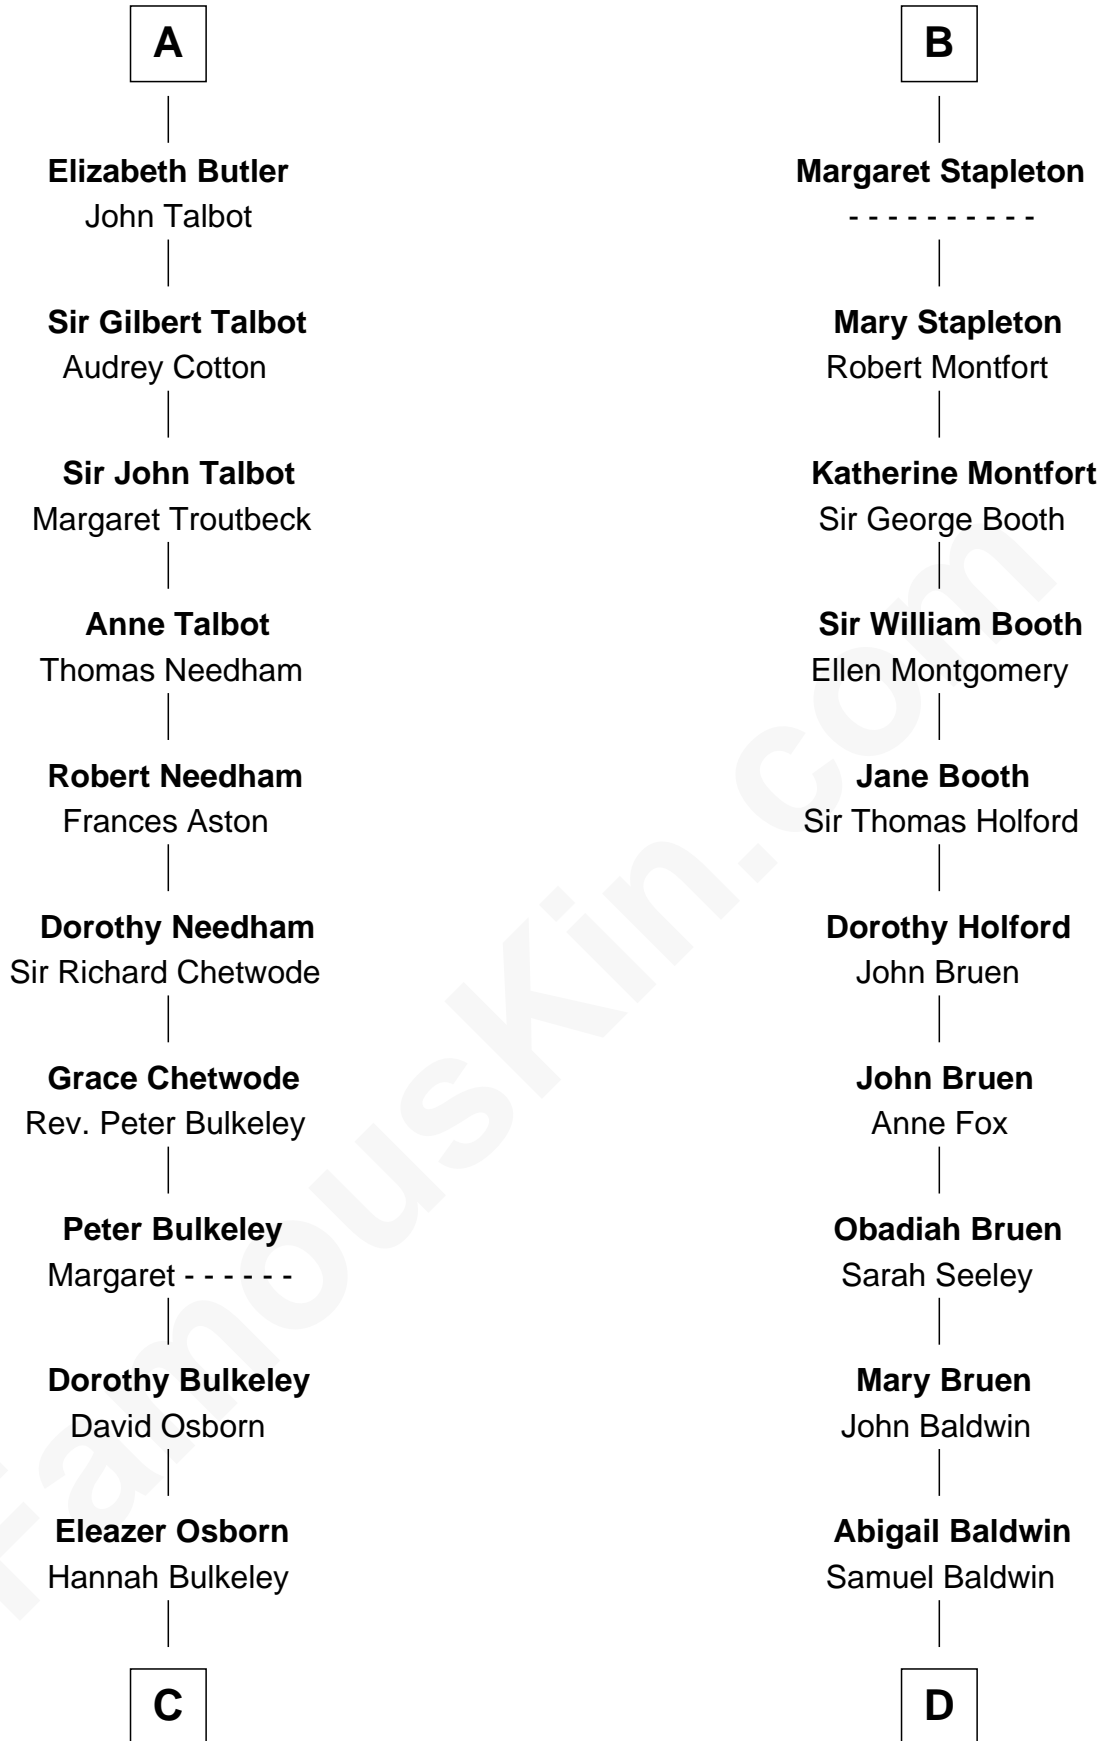 A
Elizabeth Butler
John Talbot
Sir Gilbert Talbot
Audrey Cotton
Sir John Talbot
Margaret Troutbeck
Anne Talbot
Thomas Needham
Robert Needham
Frances Aston
Dorothy Needham
Sir Richard Chetwode
Grace Chetwode
Rev. Peter Bulkeley
Peter Bulkeley
Margaret - - - - - -
Dorothy Bulkeley
David Osborn
Eleazer Osborn
Hannah Bulkeley
C
B
Margaret Stapleton
- - - - - - - - - -
Mary Stapleton
Robert Montfort
Katherine Montfort
Sir George Booth
Sir William Booth
Ellen Montgomery
Jane Booth
Sir Thomas Holford
Dorothy Holford
John Bruen
John Bruen
Anne Fox
Obadiah Bruen
Sarah Seeley
Mary Bruen
John Baldwin
Abigail Baldwin
Samuel Baldwin
D
FamousKin.com